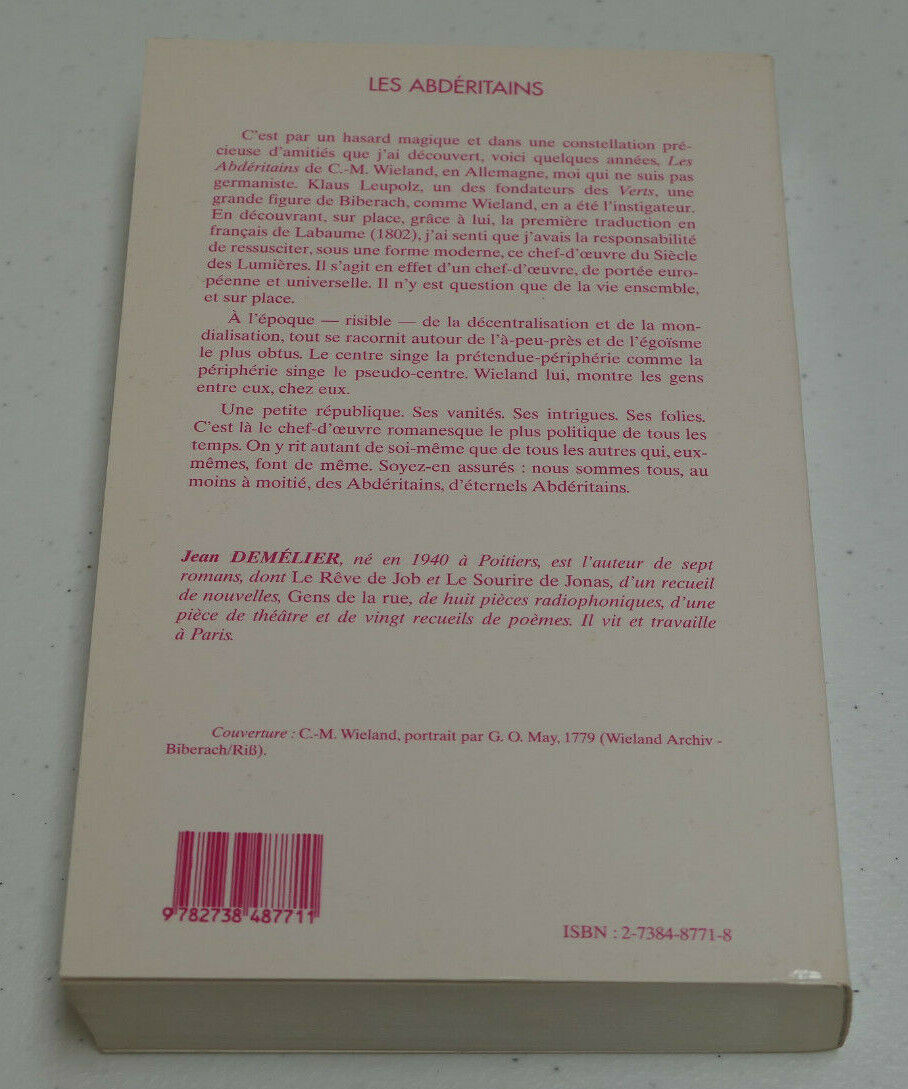 LES ABDÉRITAINS
C'est par un hasard magique et dans une constellation pré-
cieuse d'amitiés que j'ai découvert, voici quelques années, Les
Abdéritains de C.-M. Wieland, en Allemagne, moi qui ne suis pas
germaniste. Klaus Leupolz, un des fondateurs des Verts, une
grande figure de Biberach, comme Wieland, en a été l'instigateur.
En découvrant, sur place, grâce à lui, la première traduction en
français de Labaume (1802), j'ai senti que j'avais la responsabilité
de ressusciter, sous une forme moderne, ce chef-d'œuvre du Siècle
des Lumières. Il s'agit en effet d'un chef-d'œuvre, de portée euro-
péenne et universelle. Il n'y est question que de la vie ensemble,
et sur place.
À l'époque — risible — de la décentralisation et de la mon-
dialisation, tout se racornit autour de l'à-peu-près et de l'égoïsme
le plus obtus. Le centre singe la prétendue-périphérie comme la
périphérie singe le pseudo-centre. Wieland lui, montre les gens
entre eux, chez eux.
Une petite république. Ses vanités. Ses intrigues. Ses folies.
C'est là le chef-d'œuvre romanesque le plus politique de tous les
temps. On y rit autant de soi-même que de tous les autres qui, eux-
mêmes, font de même. Soyez-en assurés : nous sommes tous, au
moins à moitié, des Abdéritains, d'éternels Abdéritains.
Jean DEMÉLIER, né en 1940 à Poitiers, est l'auteur de sept
romans, dont Le Rêve de Job et Le Sourire de Jonas, d'un recueil
de nouvelles, Gens de la rue, de huit pièces radiophoniques, d'une
pièce de théâtre et de vingt recueils de poèmes. Il vit et travaille
à Paris.
Couverture : C.-M. Wieland, portrait par G. O. May, 1779 (Wieland Archiv -
Biberach/Riß).
9 782738 487711
ISBN : 2-7384-8771-8